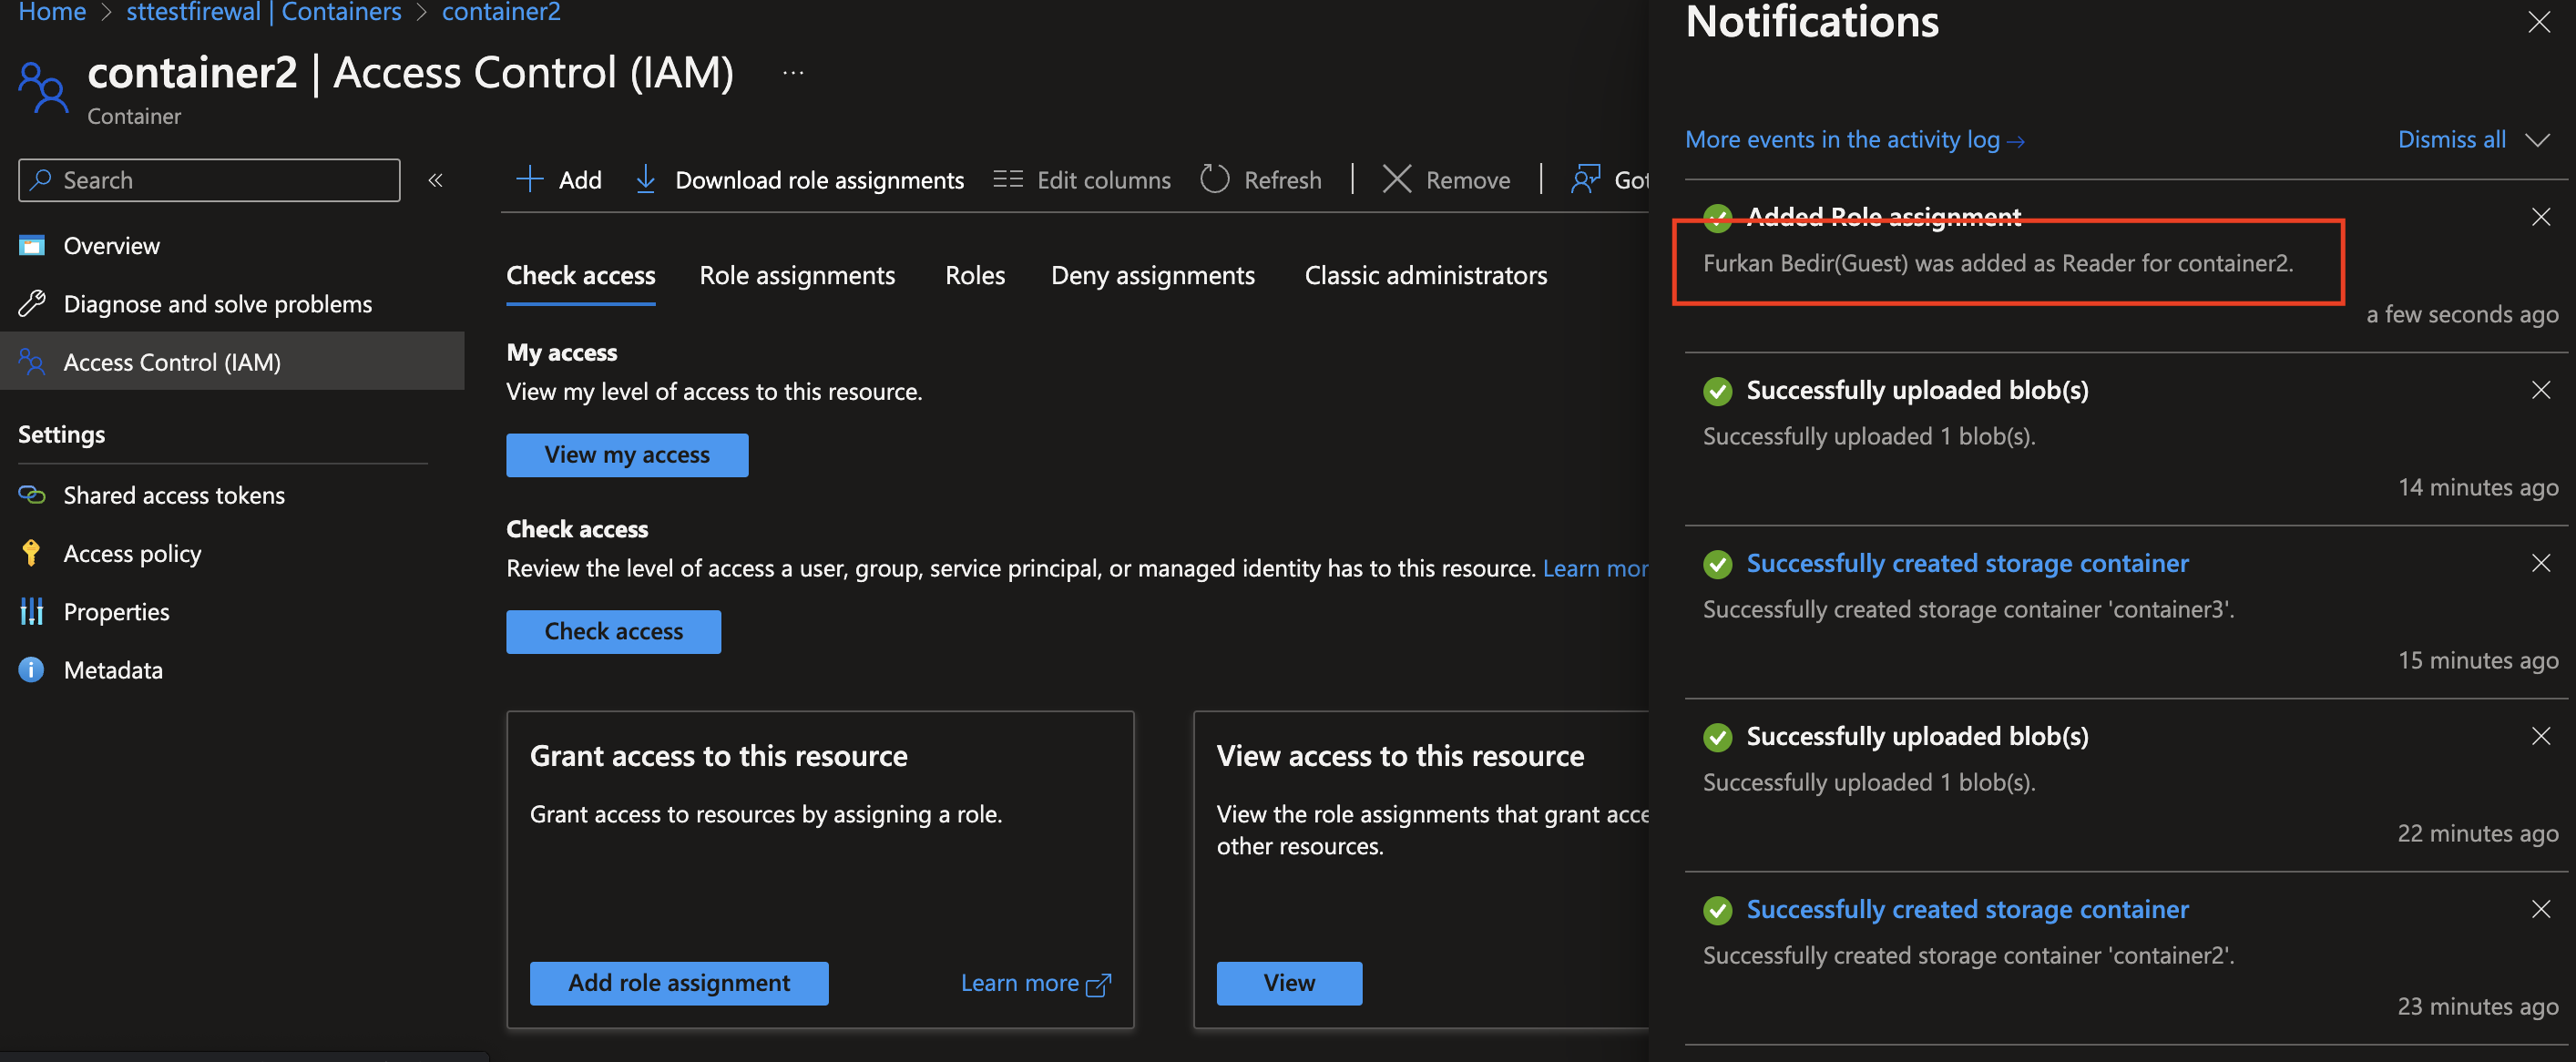 Home > sttestfirewal | Containers > container2
container2 | Access Control (IAM) ...
Container
Search
«
Overview
Diagnose and solve problems
Access Control (IAM)
Settings
Shared access tokens
Access policy
Properties
Metadata
Add
Download role assignments
Edit columns
Refresh
Remove
Got
Check access
Role assignments
Roles
Deny assignments
Classic administrators
My access
View my level of access to this resource.
View my access
Check access
Review the level of access a user, group, service principal, or managed identity has to this resource. Learn mor
Check access
Grant access to this resource
Grant access to resources by assigning a role.
Add role assignment
Learn more
View access to this resource
View the role assignments that grant acce
other resources.
View
Notifications
More events in the activity log →
Dismiss all
Added Role assignment
Furkan Bedir(Guest) was added as Reader for container2.
a few seconds ago
Successfully uploaded blob(s)
Successfully uploaded 1 blob(s).
14 minutes ago
Successfully created storage container
Successfully created storage container 'container3'.
15 minutes ago
Successfully uploaded blob(s)
Successfully uploaded 1 blob(s).
22 minutes ago
Successfully created storage container
Successfully created storage container 'container2'.
23 minutes ago